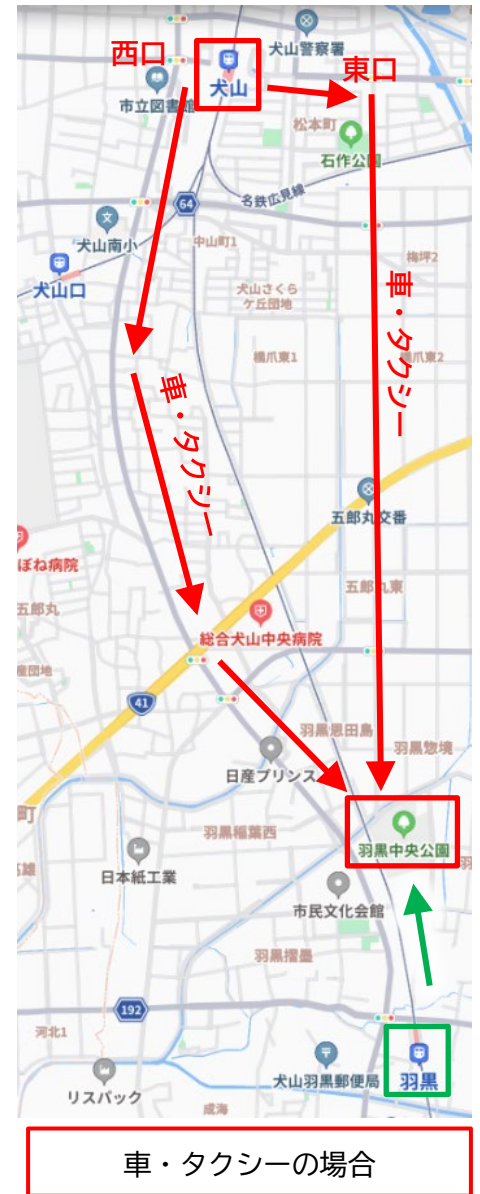 西口
犬山警察署
東口
犬山
市立図書館
松本町
石作公園
64
名鉄広見線
犬山南小
中山町1
梅坪2
犬山口
犬山さくら
ケ丘団地
車・タクシー
橋爪東1
橋爪東2
車・タクシー
五郎丸交番
ぼね病院
五郎丸東
五郎丸
総合犬山中央病院
産団地
41
羽黒恩田島
羽黒惣境
日産プリンス
町
羽黒稲葉西
羽黒中央公園
日本紙工業
市民文化会館
羽黒摺墨
192
河北1
犬山羽黒郵便局
羽黒
リスパック
成海
車・タクシーの場合